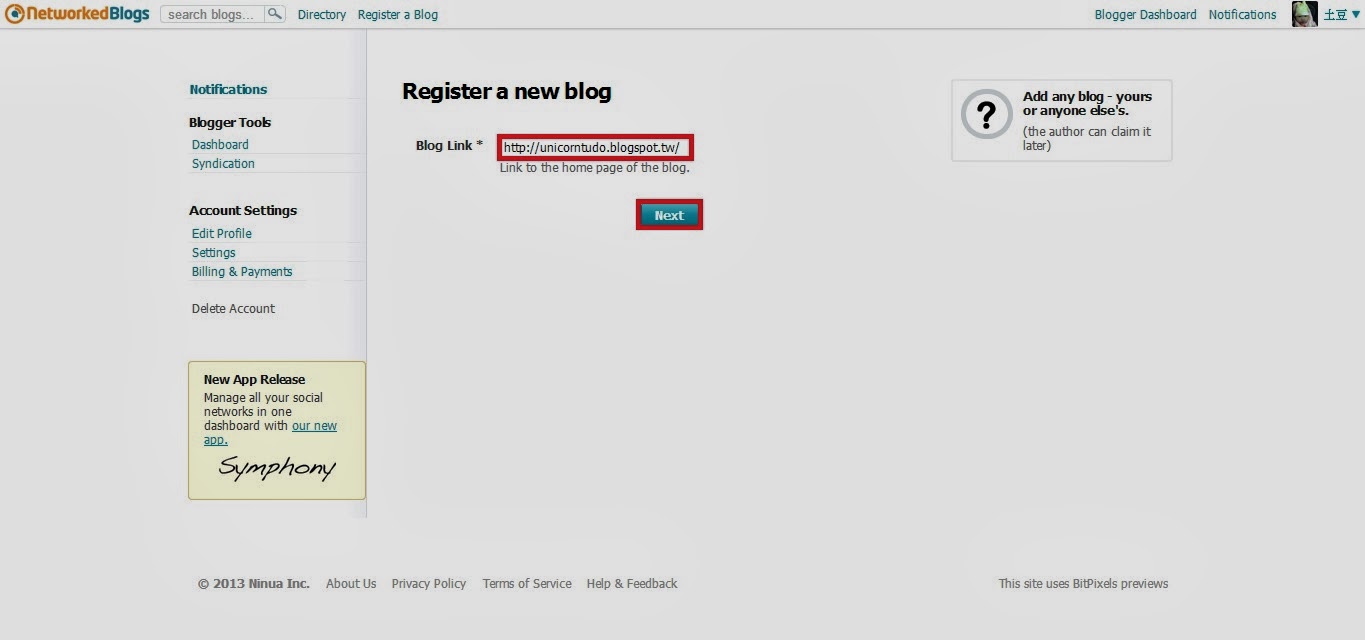 NetworkedBlogs search blogs... Directory Register a Blog Blogger Dashboard Notifications 土豆
Notifications
Blogger Tools
Dashboard
Syndication
Account Settings
Edit Profile
Settings
Billing & Payments
Delete Account
New App Release
Manage all your social
networks in one
dashboard with our new
app.
Symphony
Register a new blog
Blog Link * http://unicorntudo.blogspot.tw/
Link to the home page of the blog.
Next
?
Add any blog - yours
or anyone else's.
(the author can claim it
later)
© 2013 Ninua Inc. About Us Privacy Policy Terms of Service Help & Feedback This site uses BitPixels previews